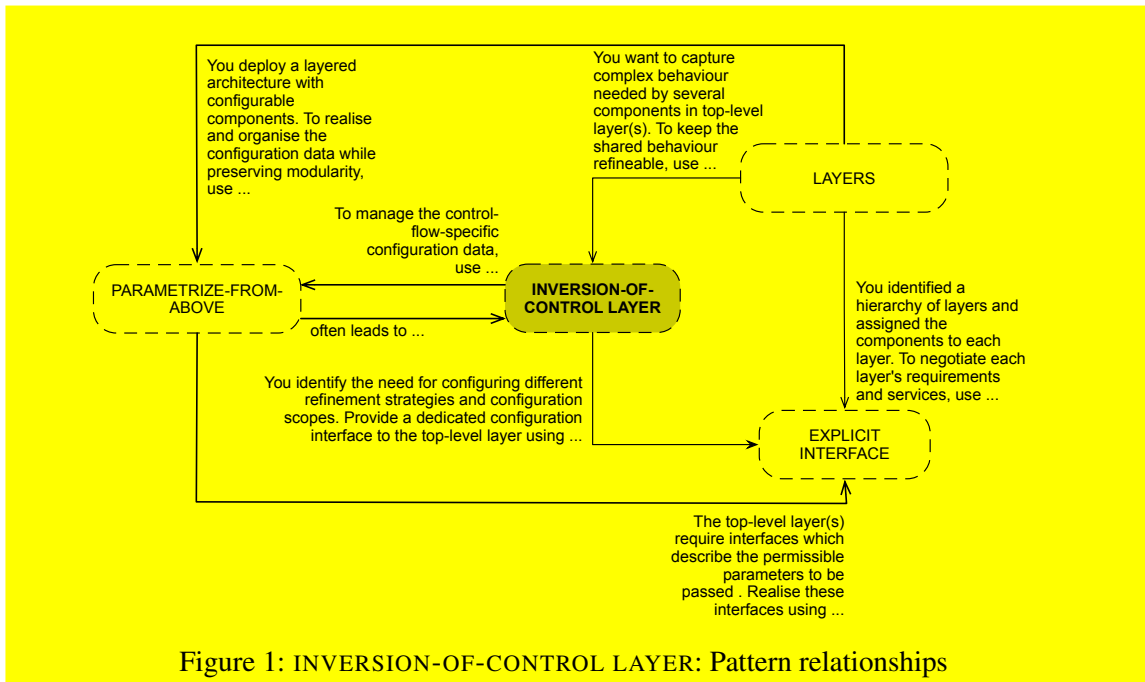 You deploy a layered
architecture with
configurable
components. To realise
and organise the
configuration data while
preserving modularity,
use ...
You want to capture
complex behaviour
needed by several
components in top-level
layer(s). To keep the
shared behaviour
refineable, use ...
LAYERS
To manage the control-
flow-specific
configuration data,
use ...
PARAMETRIZE-FROM-
ABOVE
INVERSION-OF-
CONTROL LAYER
often leads to ...
You identified a
hierarchy of layers and
assigned the
components to each
layer. To negotiate each
layer's requirements
and services, use ...
You identify the need for configuring different
refinement strategies and configuration
scopes. Provide a dedicated configuration
interface to the top-level layer using ...
EXPLICIT
INTERFACE
The top-level layer(s)
require interfaces which
describe the permissible
parameters to be
passed . Realise these
interfaces using ...
Figure 1: INVERSION-OF-CONTROL LAYER: Pattern relationships